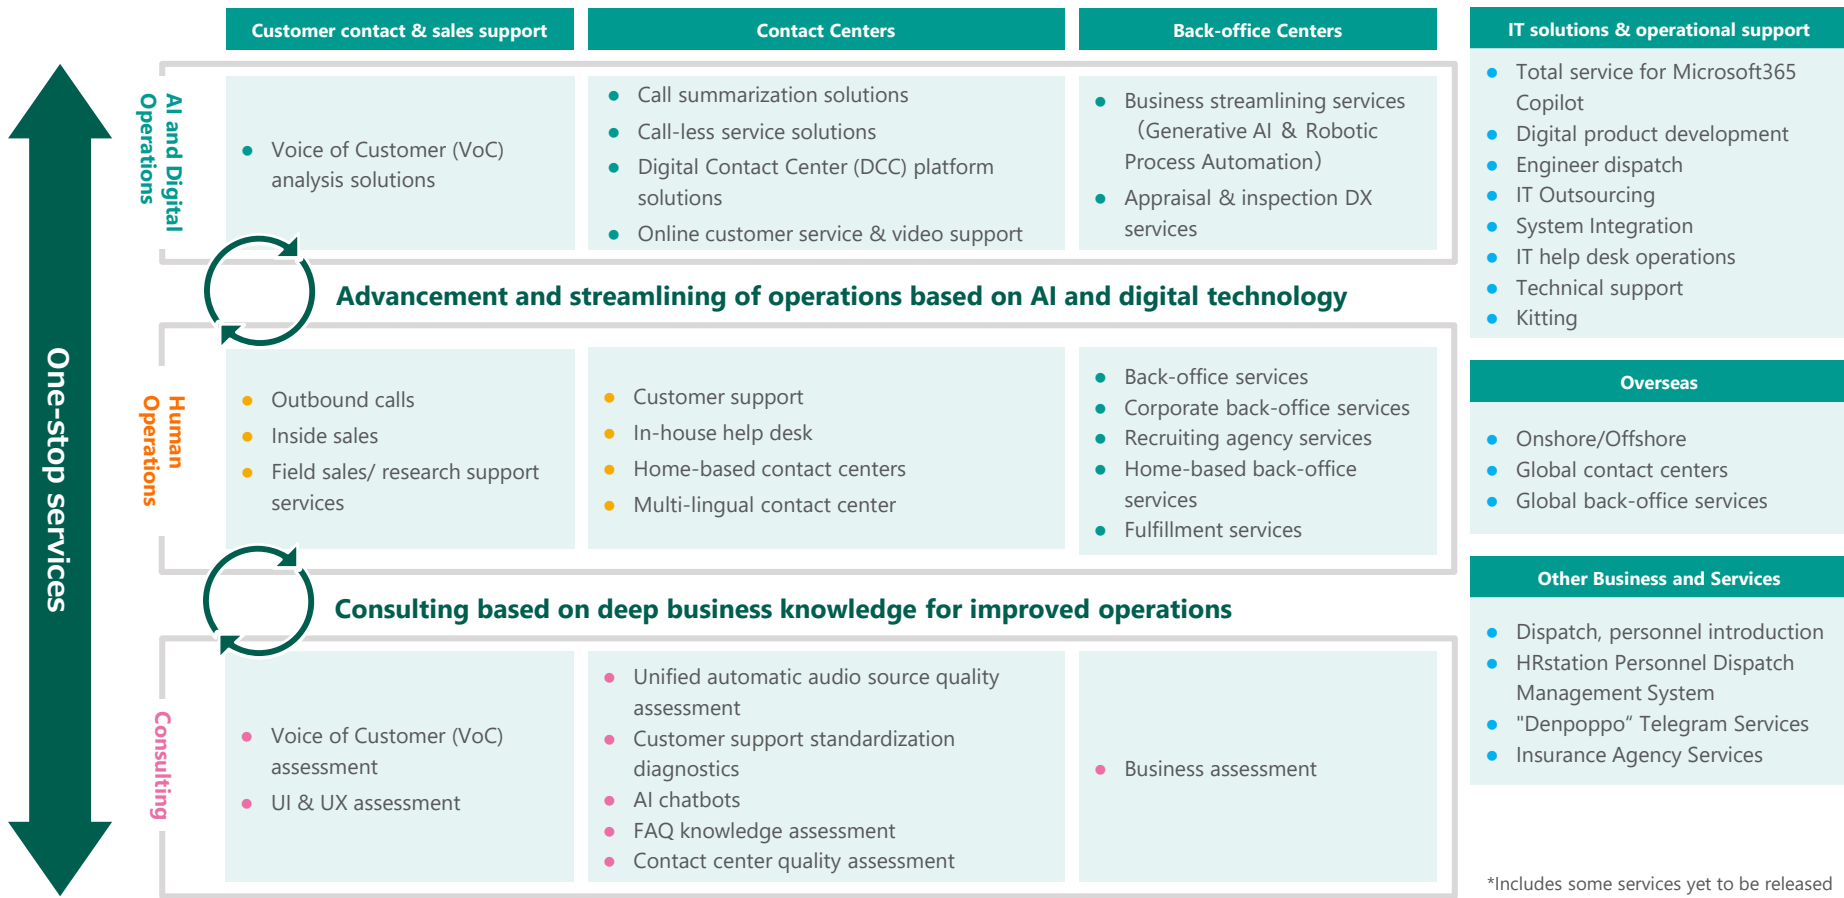 Customer contact & sales support
Contact Centers
Back-office Centers
One-stop services
AI and Digital
Operations
Voice of Customer (VoC)
analysis solutions
Call summarization solutions
Call-less service solutions
Digital Contact Center (DCC) platform
solutions
Online customer service & video support
Business streamlining services
（Generative AI & Robotic
Process Automation）
Appraisal & inspection DX
services
Advancement and streamlining of operations based on AI and digital technology
Human
Operations
Outbound calls
Inside sales
Field sales/ research support
services
Customer support
In-house help desk
Home-based contact centers
Multi-lingual contact center
Back-office services
Corporate back-office services
Recruiting agency services
Home-based back-office
services
Fulfillment services
Consulting based on deep business knowledge for improved operations
Consulting
Voice of Customer (VoC)
assessment
UI & UX assessment
Unified automatic audio source quality
assessment
Customer support standardization
diagnostics
AI chatbots
FAQ knowledge assessment
Contact center quality assessment
Business assessment
IT solutions & operational support
Total service for Microsoft365
Copilot
Digital product development
Engineer dispatch
IT Outsourcing
System Integration
IT help desk operations
Technical support
Kitting
Overseas
Onshore/Offshore
Global contact centers
Global back-office services
Other Business and Services
Dispatch, personnel introduction
HRstation Personnel Dispatch
Management System
"Denpoppo“ Telegram Services
Insurance Agency Services
*Includes some services yet to be released